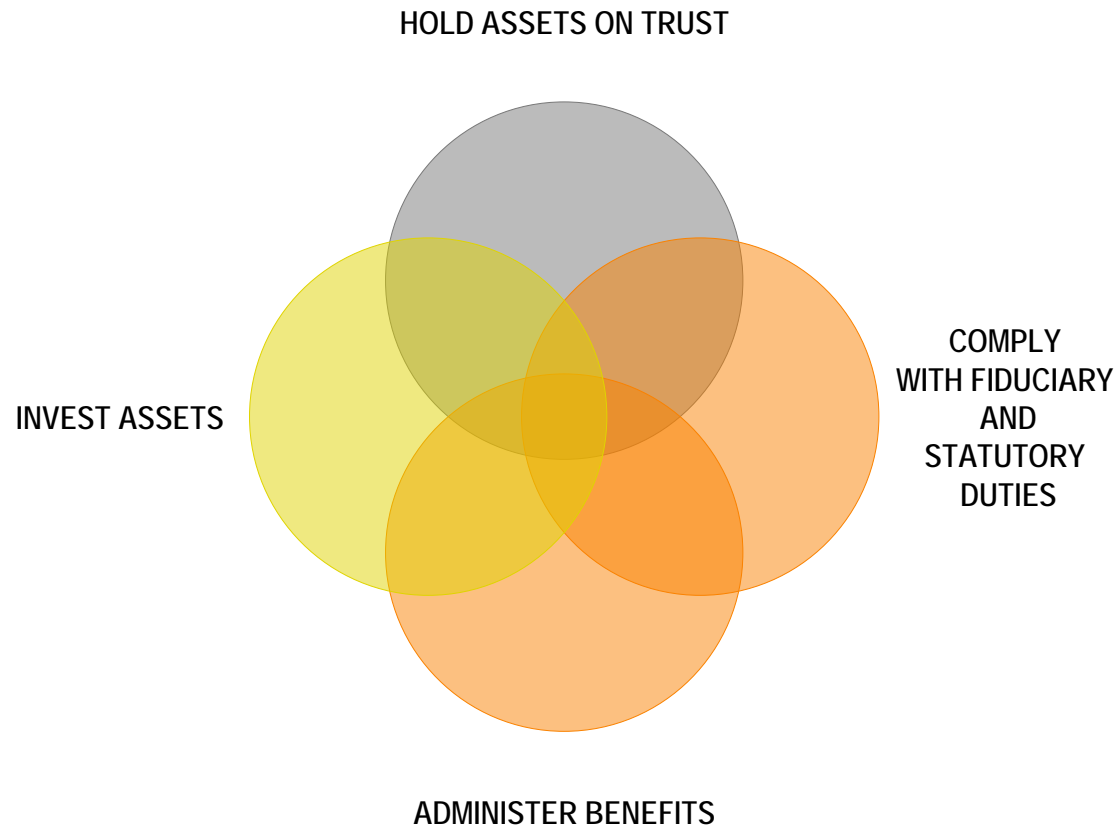 HOLD ASSETS ON TRUST
INVEST ASSETS
COMPLY
WITH FIDUCIARY
AND
STATUTORY
DUTIES
ADMINISTER BENEFITS